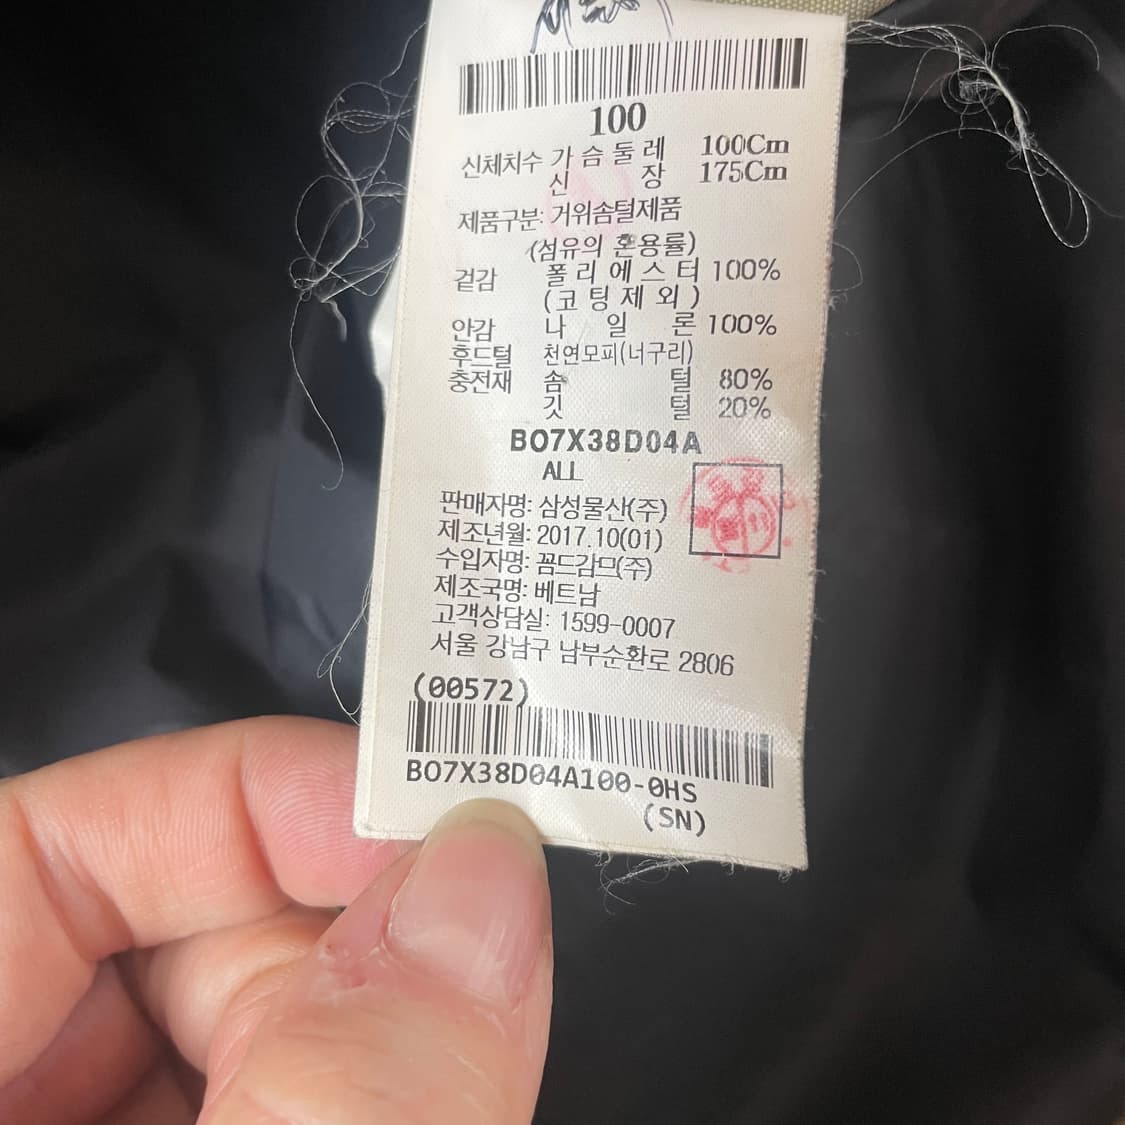 100
신체치수 가슴둘레 100Cm
신장 175Cm
제품구분: 거위솜털제품
(섬유의 혼용률)
겉감 폴리에스터 100%
(코팅제외)
안감 나일론 100%
후드털 천연모피(너구리)
충전재 솜털 80%
깃털 20%
BO7X38D04A
ALL
판매자명: 삼성물산(주)
제조년월: 2017.10(01)
수입자명: 꼼드감므(주)
제조국명: 베트남
고객상담실: 1599-0007
서울 강남구 남부순환로 2806
(00572)
BO7X38D04A100-0HS
(SN)